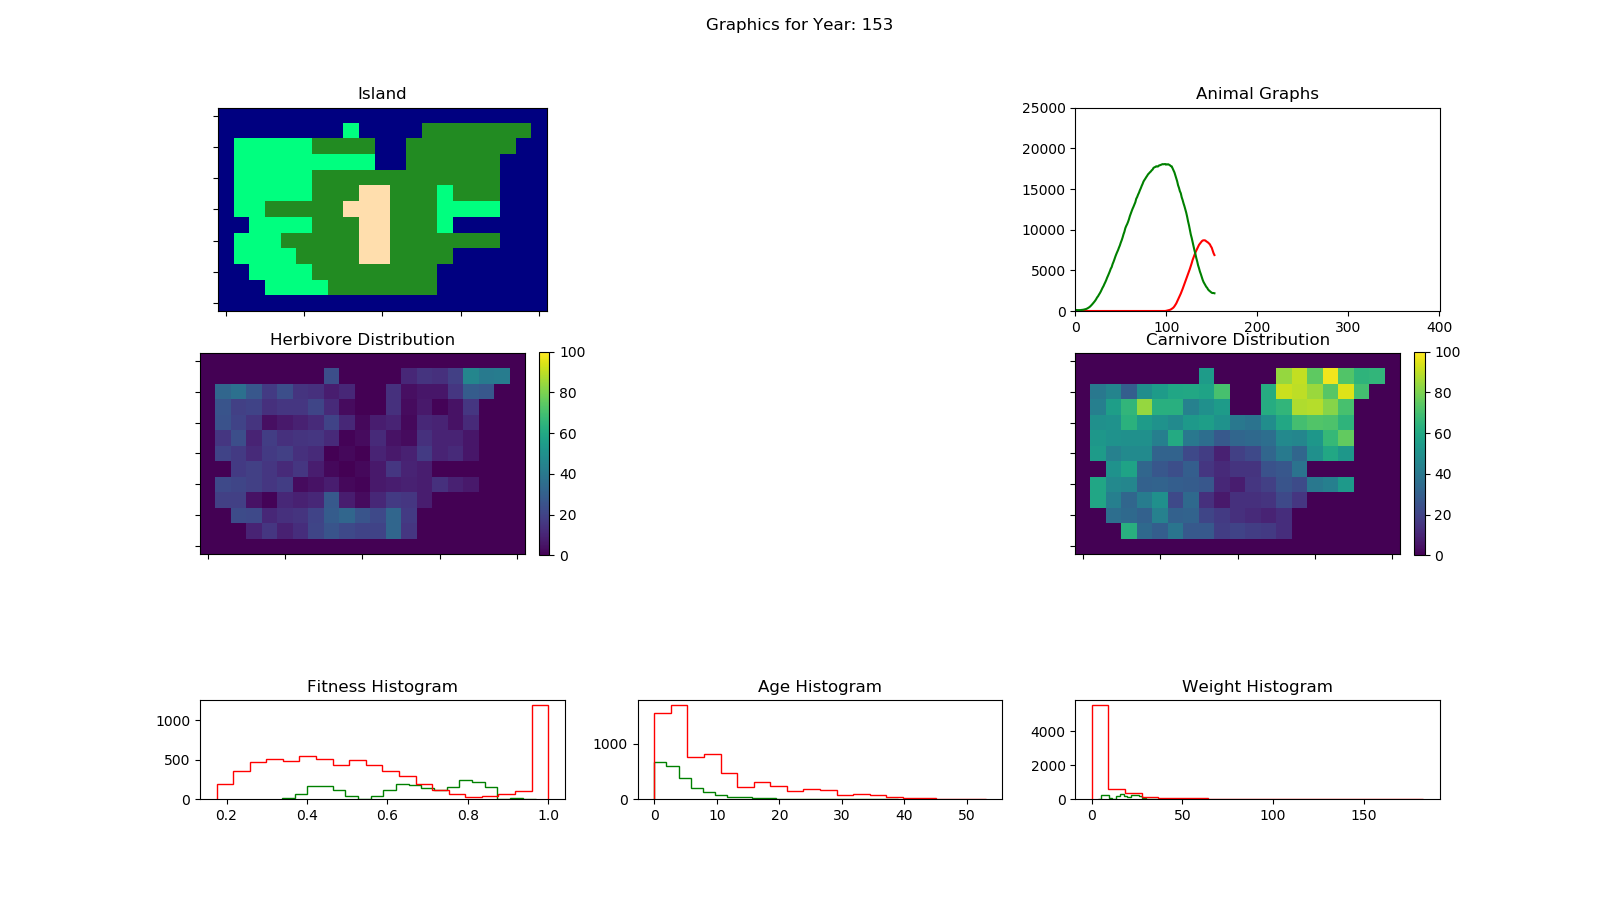 Graphics for Year: 153
Island
Animal Graphs
25000
20000
15000
10000
5000
0
0 100 200 300 400
Herbivore Distribution
100
80
60
40
20
0
Carnivore Distribution
100
80
60
40
20
0
Fitness Histogram
1000
500
0
0.2 0.4 0.6 0.8 1.0
Age Histogram
1000
0
0 10 20 30 40 50
Weight Histogram
4000
2000
0
0 50 100 150